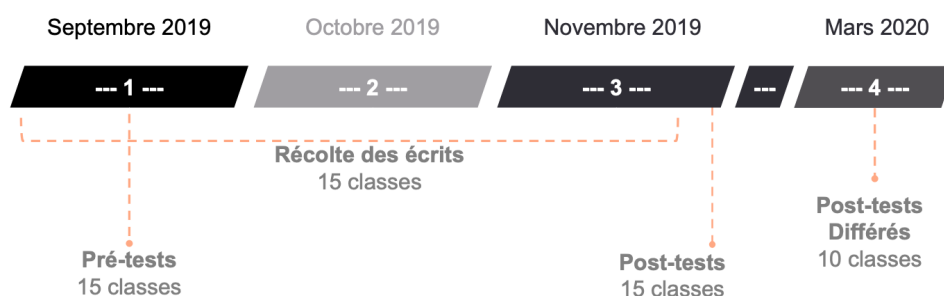 Septembre 2019 Octobre 2019 Novembre 2019 Mars 2020
--- 1 --- --- 2 --- --- 3 --- --- --- 4 ---
Récolte des écrits
15 classes
Pré-tests
15 classes
Post-tests
15 classes
Post-tests
Différés
10 classes